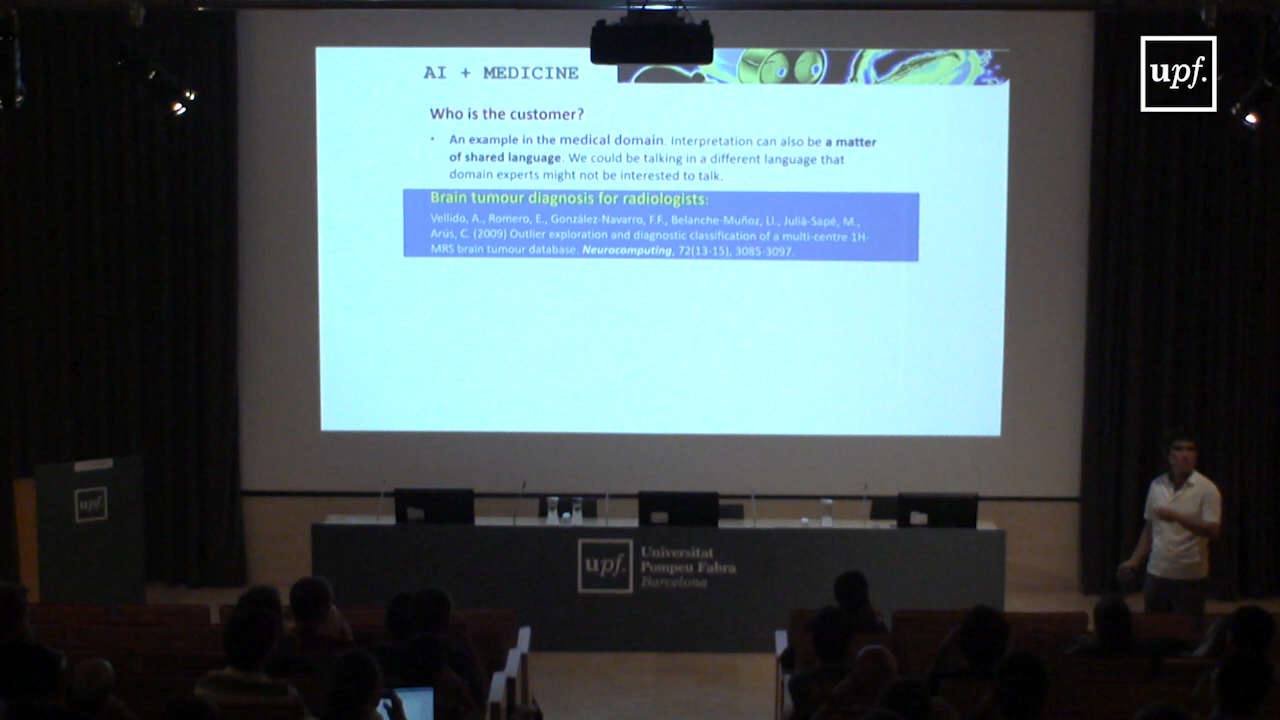 AI + MEDICINE
upf.
Who is the customer?
• An example in the medical domain. Interpretation can also be a matter
of shared language. We could be talking in a different language that
domain experts might not be interested to talk.
Brain tumour diagnosis for radiologists:
Vellido, A., Romero, E., González-Navarro, F.F., Belanche-Muñoz, Ll., Julià-Sapé, M.,
Arús, C. (2009) Outlier exploration and diagnostic classification of a multi-centre 1H-
MRS brain tumour database. Neurocomputing, 72(13-15), 3085-3097.
upf.
upf.
Universitat
Pompeu Fabra
Barcelona